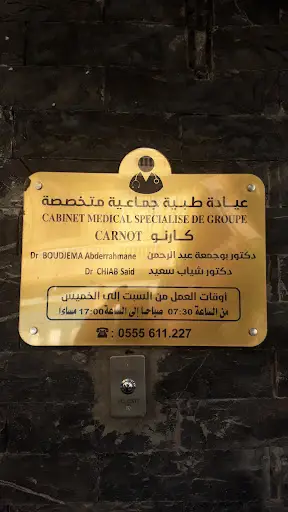 عيادة طبية جماعية متخصصة
CABINET MEDICAL SPECIALISE DE GROUPE
CARNOT كارنو
Dr BOUDJEMA Abderrahmane دكتور بوجمعة عبد الرحمن
Dr CHiAB Said دكتور شياب سعيد
أوقات العمل من السبت إلى الخميس
من الساعة 07:30 صباحا إلى الساعة 17:00 مساءا
☎ : 0555 611.227